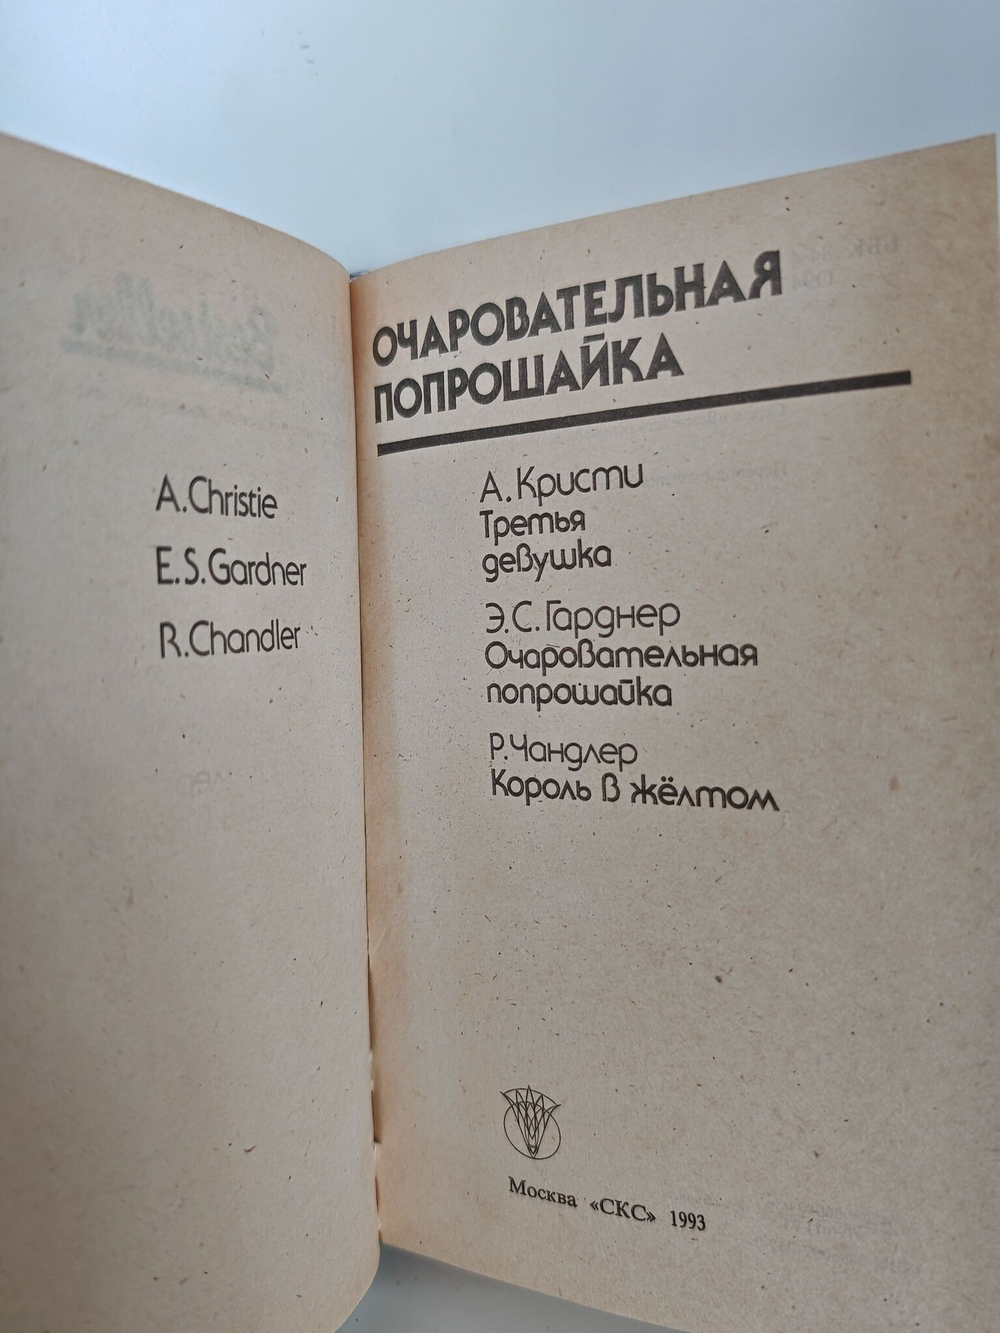 A.Christie
E.S.Gardner
R.Chandler
ОЧАРОВАТЕЛЬНАЯ
ПОПРОШАЙКА
А.Кристи
Третья
девушка
Э.С.Гарднер
Очаровательная
попрошайка
Р.Чандлер
Король в жёлтом
Москва «СКС» 1993